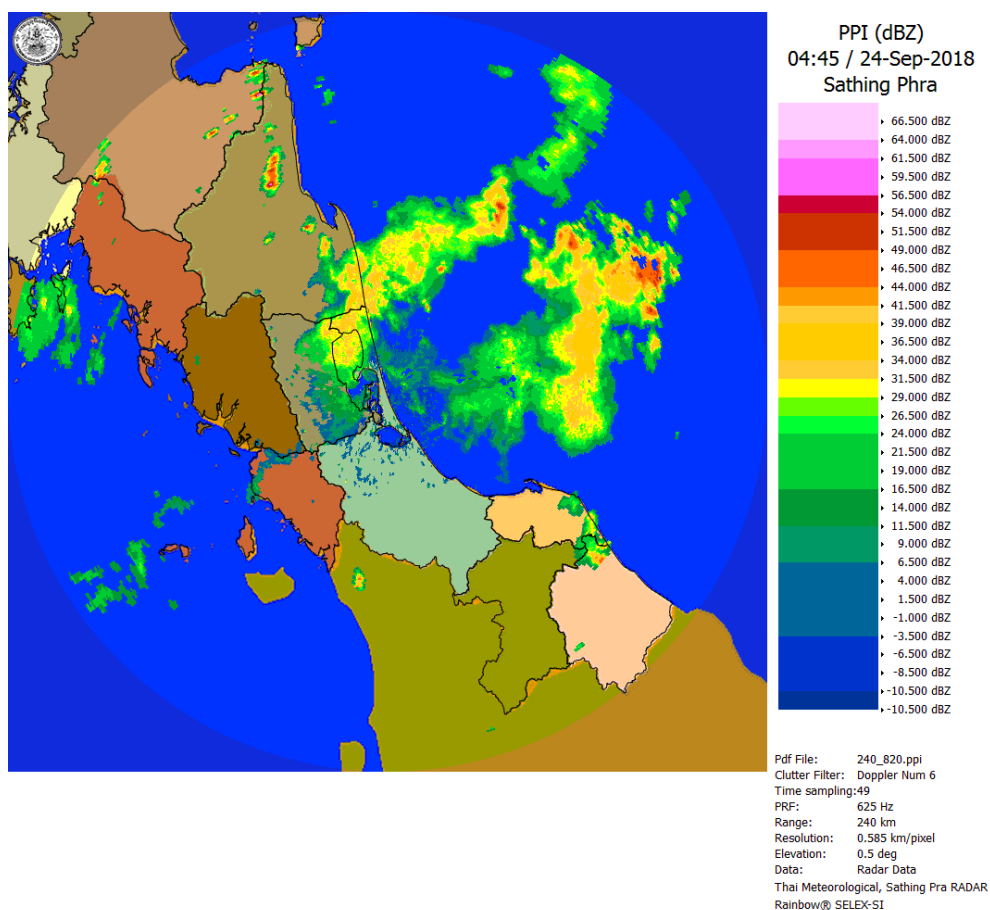 PPI (dBZ)
04:45 / 24-Sep-2018
Sathing Phra
66.500 dBZ
64.000 dBZ
61.500 dBZ
59.500 dBZ
56.500 dBZ
54.000 dBZ
51.500 dBZ
49.000 dBZ
46.500 dBZ
44.000 dBZ
41.500 dBZ
39.000 dBZ
36.500 dBZ
34.000 dBZ
31.500 dBZ
29.000 dBZ
26.500 dBZ
24.000 dBZ
21.500 dBZ
19.000 dBZ
16.500 dBZ
14.000 dBZ
11.500 dBZ
9.000 dBZ
6.500 dBZ
4.000 dBZ
1.500 dBZ
-1.000 dBZ
-3.500 dBZ
-6.500 dBZ
-8.500 dBZ
-10.500 dBZ
-10.500 dBZ
Pdf File: 240_820.ppi
Clutter Filter: Doppler Num 6
Time sampling:49
PRF: 625 Hz
Range: 240 km
Resolution: 0.585 km/pixel
Elevation: 0.5 deg
Data: Radar Data
Thai Meteorological, Sathing Pra RADAR
Rainbow® SELEX-SI